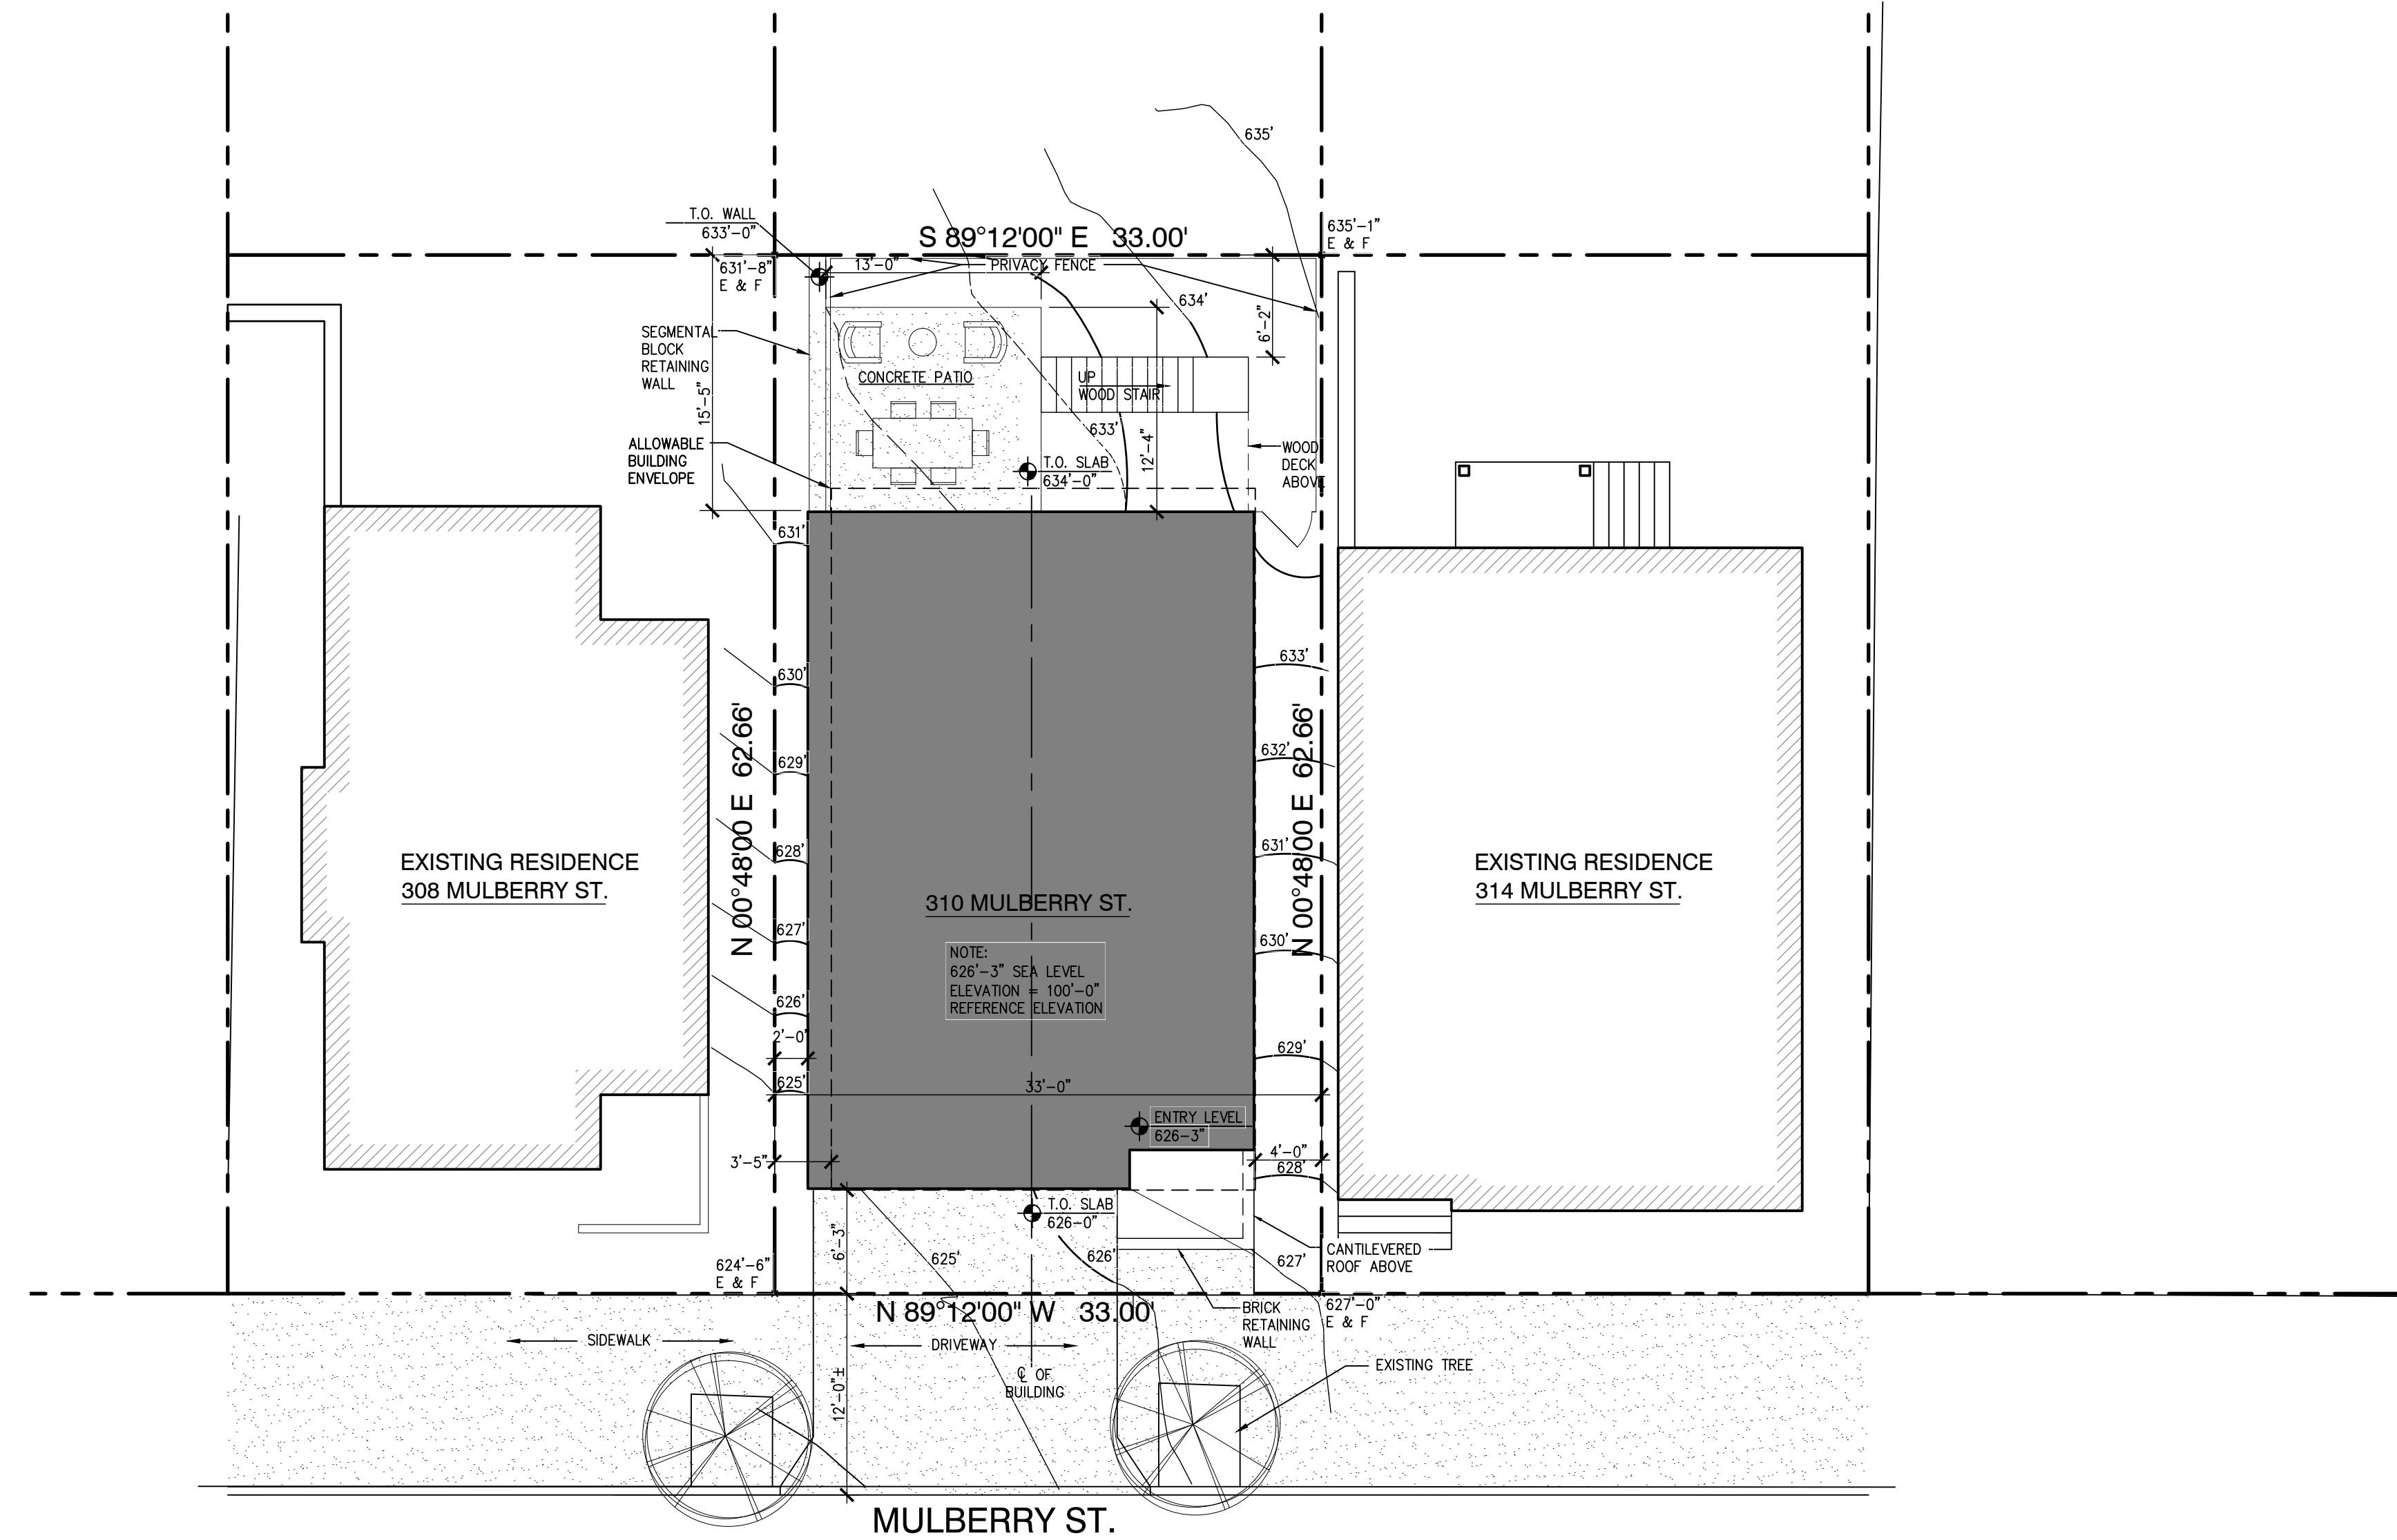 635'
T.O. WALL
633'-0"
S 89°12'00" E 33.00'
635'-1"
E & F
631'-8"
E & F
13'-0"
PRIVACY FENCE
634'
6'-2"
SEGMENTAL
BLOCK
RETAINING
WALL
15'-5"
CONCRETE PATIO
UP
WOOD STAIR
633'
12'-4"
ALLOWABLE
BUILDING
ENVELOPE
T.O. SLAB
634'-0"
WOOD
DECK
ABOVE
631'
630'
633'
629'
632'
N 00°48'00 E 62.66'
N 00°48'00 E 62.66'
628'
631'
EXISTING RESIDENCE
308 MULBERRY ST.
310 MULBERRY ST.
EXISTING RESIDENCE
314 MULBERRY ST.
627'
630'
NOTE:
626'-3" SEA LEVEL
ELEVATION = 100'-0"
REFERENCE ELEVATION
626'
2'-0"
629'
625'
33'-0"
ENTRY LEVEL
626-3"
3'-5"
4'-0"
628'
T.O. SLAB
626-0"
6'-3"
625'
626'
627'
CANTILEVERED
ROOF ABOVE
624'-6"
E & F
N 89°12'00" W 33.00'
BRICK
RETAINING
WALL
627'-0"
E & F
SIDEWALK
DRIVEWAY
EXISTING TREE
℄ OF
BUILDING
12'-0"±
MULBERRY ST.